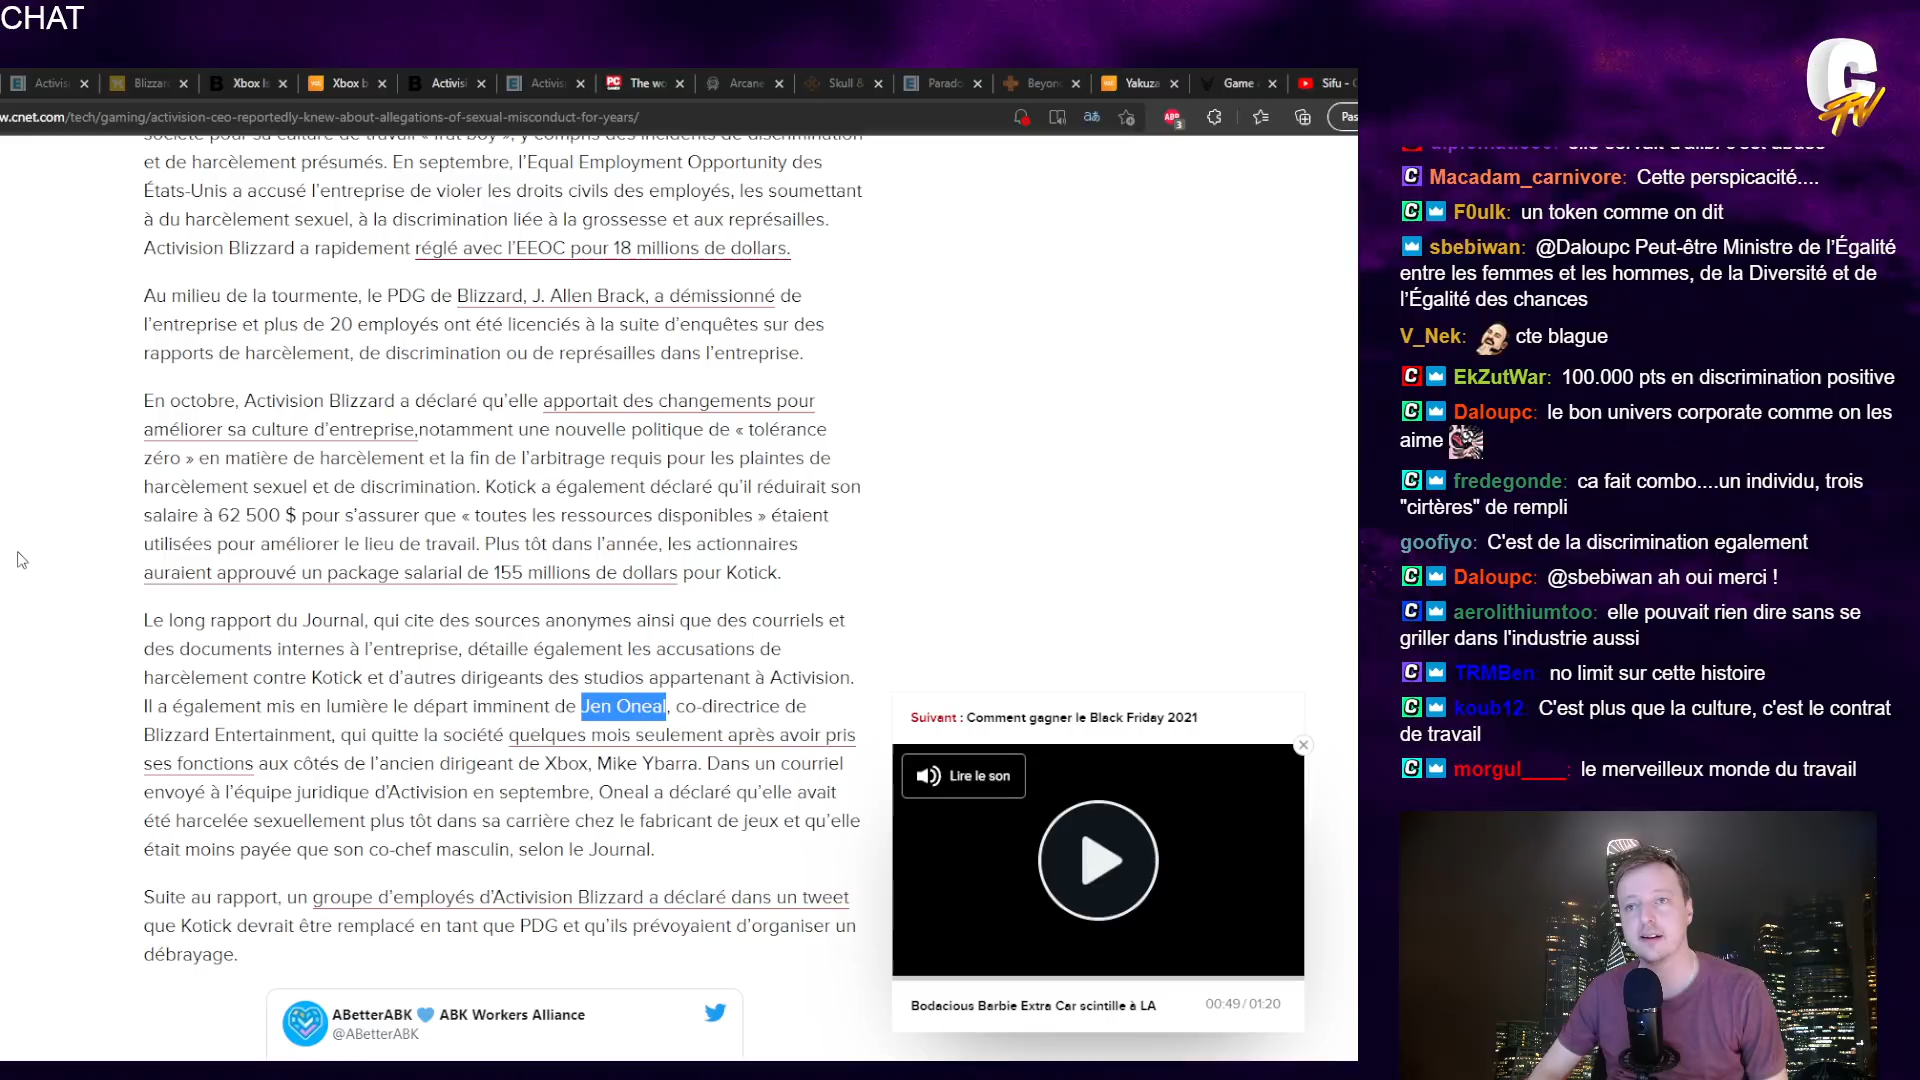 CHAT
Activis Blizzar Xbox Is Xbox b Activisi Activisi The wo Arcane Skull & Parado Beyon Yakuza Game Sifu -
w.cnet.com/tech/gaming/activision-ceo-reportedly-knew-about-allegations-of-sexual-misconduct-for-years/
et de harcèlement présumés. En septembre, l'Equal Employment Opportunity des
États-Unis a accusé l'entreprise de violer les droits civils des employés, les soumettant
à du harcèlement sexuel, à la discrimination liée à la grossesse et aux représailles.
Activision Blizzard a rapidement réglé avec l'EEOC pour 18 millions de dollars.
Au milieu de la tourmente, le PDG de Blizzard, J. Allen Brack, a démissionné de
l'entreprise et plus de 20 employés ont été licenciés à la suite d'enquêtes sur des
rapports de harcèlement, de discrimination ou de représailles dans l'entreprise.
En octobre, Activision Blizzard a déclaré qu'elle apportait des changements pour
améliorer sa culture d'entreprise,notamment une nouvelle politique de « tolérance
zéro » en matière de harcèlement et la fin de l'arbitrage requis pour les plaintes de
harcèlement sexuel et de discrimination. Kotick a également déclaré qu'il réduirait son
salaire à 62 500 $ pour s'assurer que « toutes les ressources disponibles » étaient
utilisées pour améliorer le lieu de travail. Plus tôt dans l'année, les actionnaires
auraient approuvé un package salarial de 155 millions de dollars pour Kotick.
Le long rapport du Journal, qui cite des sources anonymes ainsi que des courriels et
des documents internes à l'entreprise, détaille également les accusations de
harcèlement contre Kotick et d'autres dirigeants des studios appartenant à Activision.
Il a également mis en lumière le départ imminent de Jen Oneal, co-directrice de
Blizzard Entertainment, qui quitte la société quelques mois seulement après avoir pris
ses fonctions aux côtés de l'ancien dirigeant de Xbox, Mike Ybarra. Dans un courriel
envoyé à l'équipe juridique d'Activision en septembre, Oneal a déclaré qu'elle avait
été harcelée sexuellement plus tôt dans sa carrière chez le fabricant de jeux et qu'elle
était moins payée que son co-chef masculin, selon le Journal.
Suite au rapport, un groupe d'employés d'Activision Blizzard a déclaré dans un tweet
que Kotick devrait être remplacé en tant que PDG et qu'ils prévoyaient d'organiser un
débrayage.
ABetterABK 💙 ABK Workers Alliance
@ABetterABK
Suivant : Comment gagner le Black Friday 2021
Lire le son
Bodacious Barbie Extra Car scintille à LA 00:49 / 01:20
C TV
Macadam_carnivore: Cette perspicacité....
F0ulk: un token comme on dit
sbebiwan: @Daloupc Peut-être Ministre de l'Égalité
entre les femmes et les hommes, de la Diversité et de
l'Égalité des chances
V_Nek: cte blague
EkZutWar: 100.000 pts en discrimination positive
Daloupc: le bon univers corporate comme on les
aime
fredegonde: ca fait combo....un individu, trois
"cirtères" de rempli
goofiyo: C'est de la discrimination egalement
Daloupc: @sbebiwan ah oui merci !
aerolithiumtoo: elle pouvait rien dire sans se
griller dans l'industrie aussi
TRMBen: no limit sur cette histoire
koub12: C'est plus que la culture, c'est le contrat
de travail
morgul____: le merveilleux monde du travail